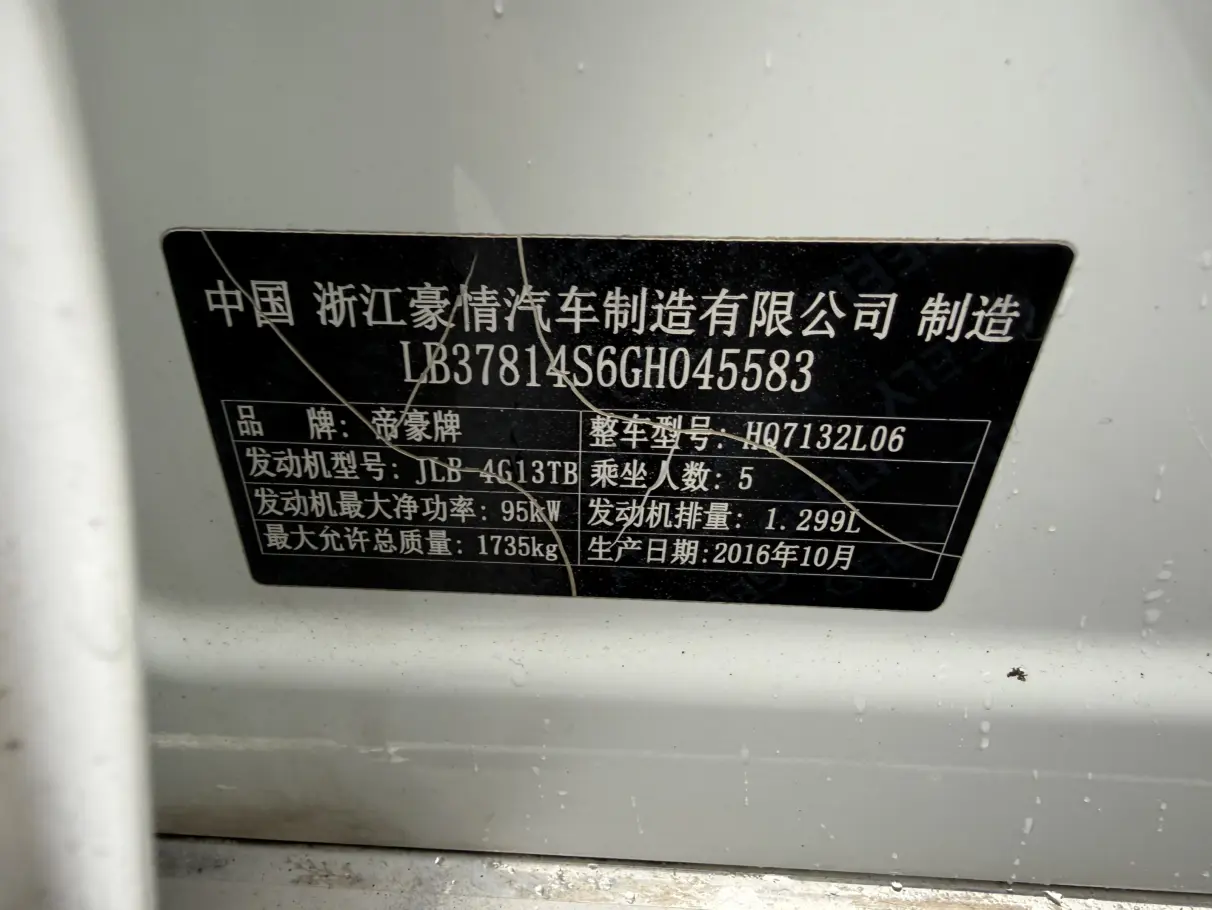 中国 浙江豪情汽车制造有限公司 制造
LB37814S6GH045583
品 牌: 帝豪牌 整车型号: HQ7132L06
发动机型号: JLB-4G13TB 乘坐人数: 5
发动机最大净功率: 95kW 发动机排量: 1.299L
最大允许总质量: 1735kg 生产日期:2016年10月